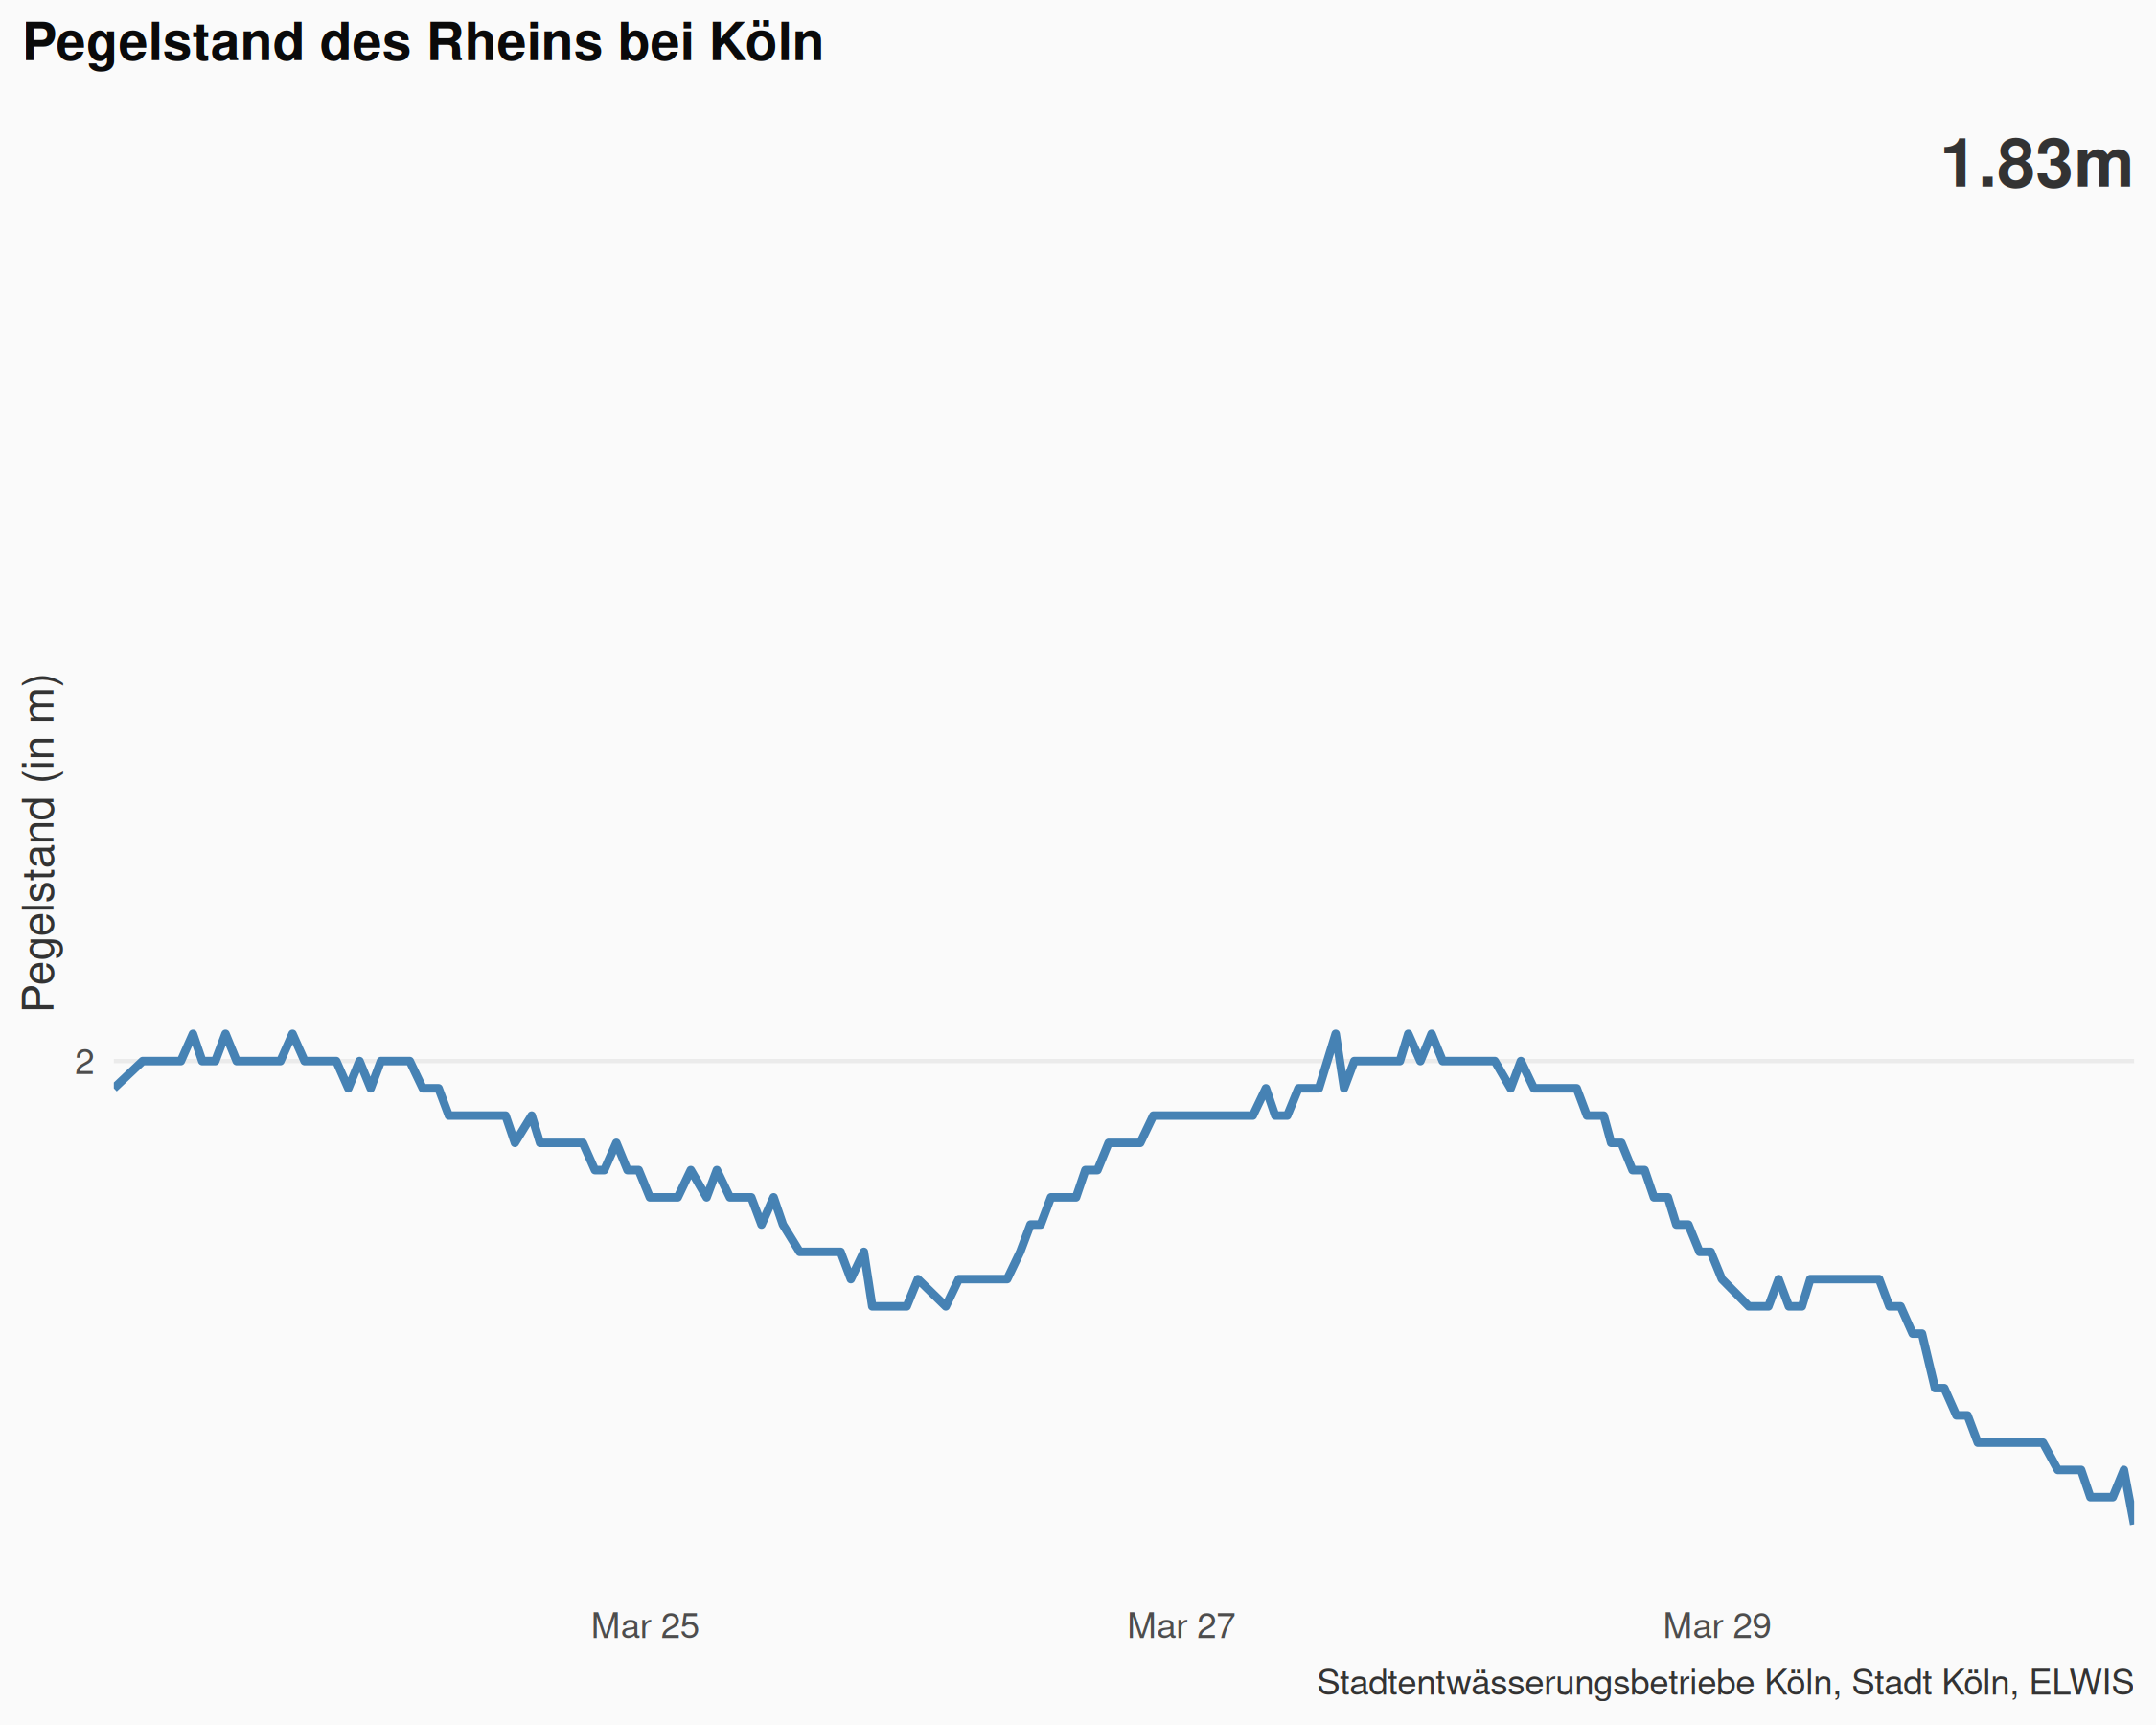 Pegelstand des Rheins bei Köln
1.83m
Pegelstand (in m)
2
Mar 25
Mar 27
Mar 29
Stadtentwässerungsbetriebe Köln, Stadt Köln, ELWIS